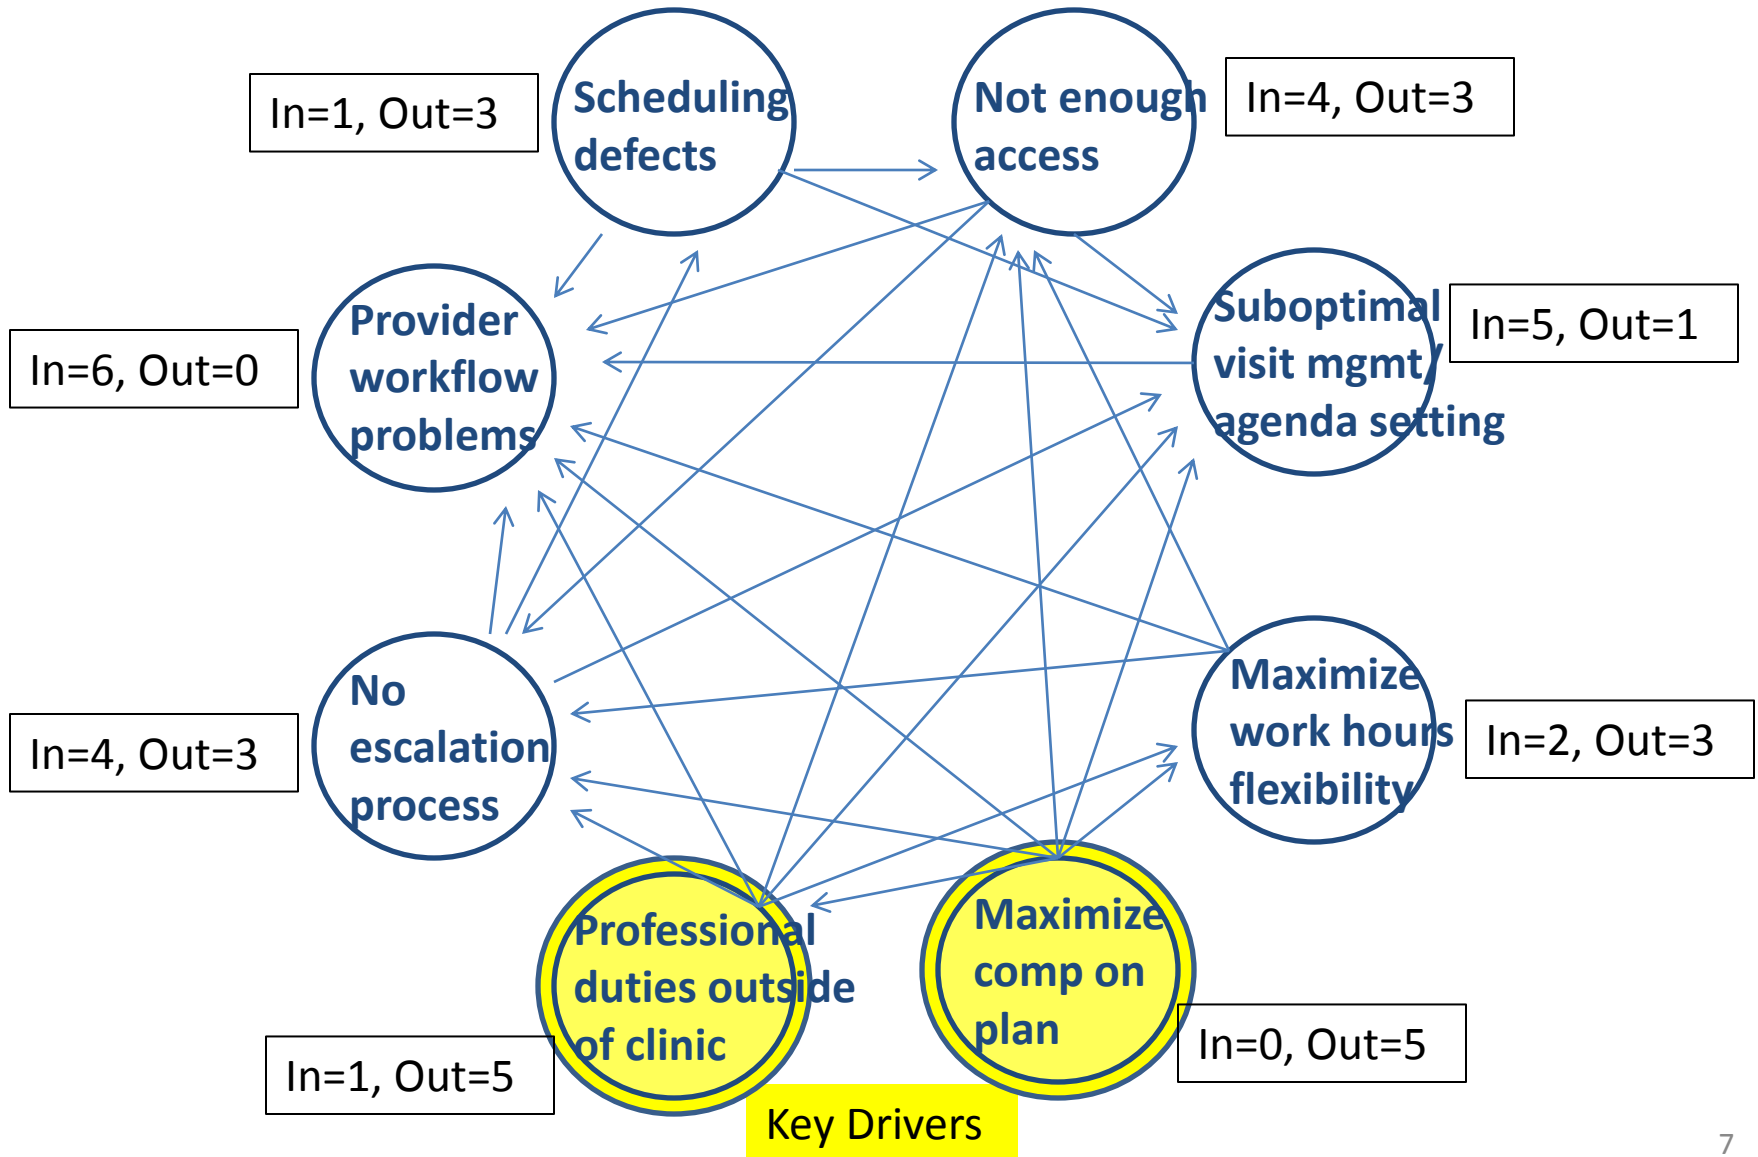 In=1, Out=3
Scheduling
defects
Not enough
access
In=4, Out=3
In=6, Out=0
Provider
workflow
problems
Suboptimal
visit mgmt/
agenda setting
In=5, Out=1
In=4, Out=3
No
escalation
process
Maximize
work hours
flexibility
In=2, Out=3
Professional
duties outside
of clinic
In=1, Out=5
Maximize
comp on
plan
In=0, Out=5
Key Drivers
7